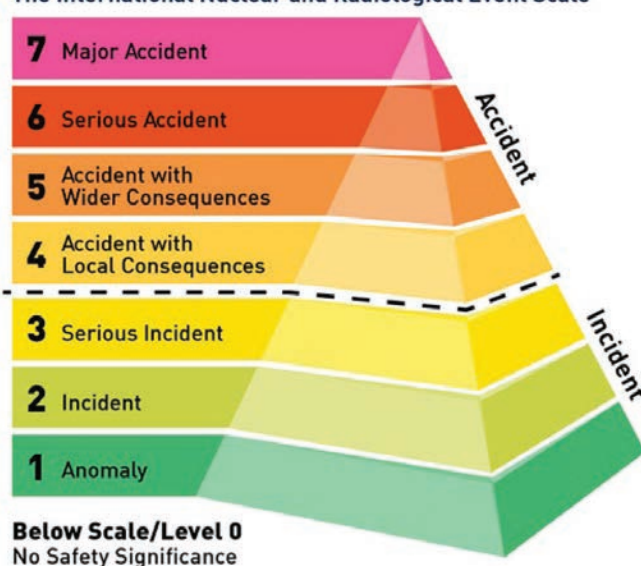 The International Nuclear and Radiological Event Scale
7 Major Accident
6 Serious Accident
5 Accident with
Wider Consequences
4 Accident with
Local Consequences
3 Serious Incident
2 Incident
1 Anomaly
Accident
Incident
Below Scale/Level 0
No Safety Significance